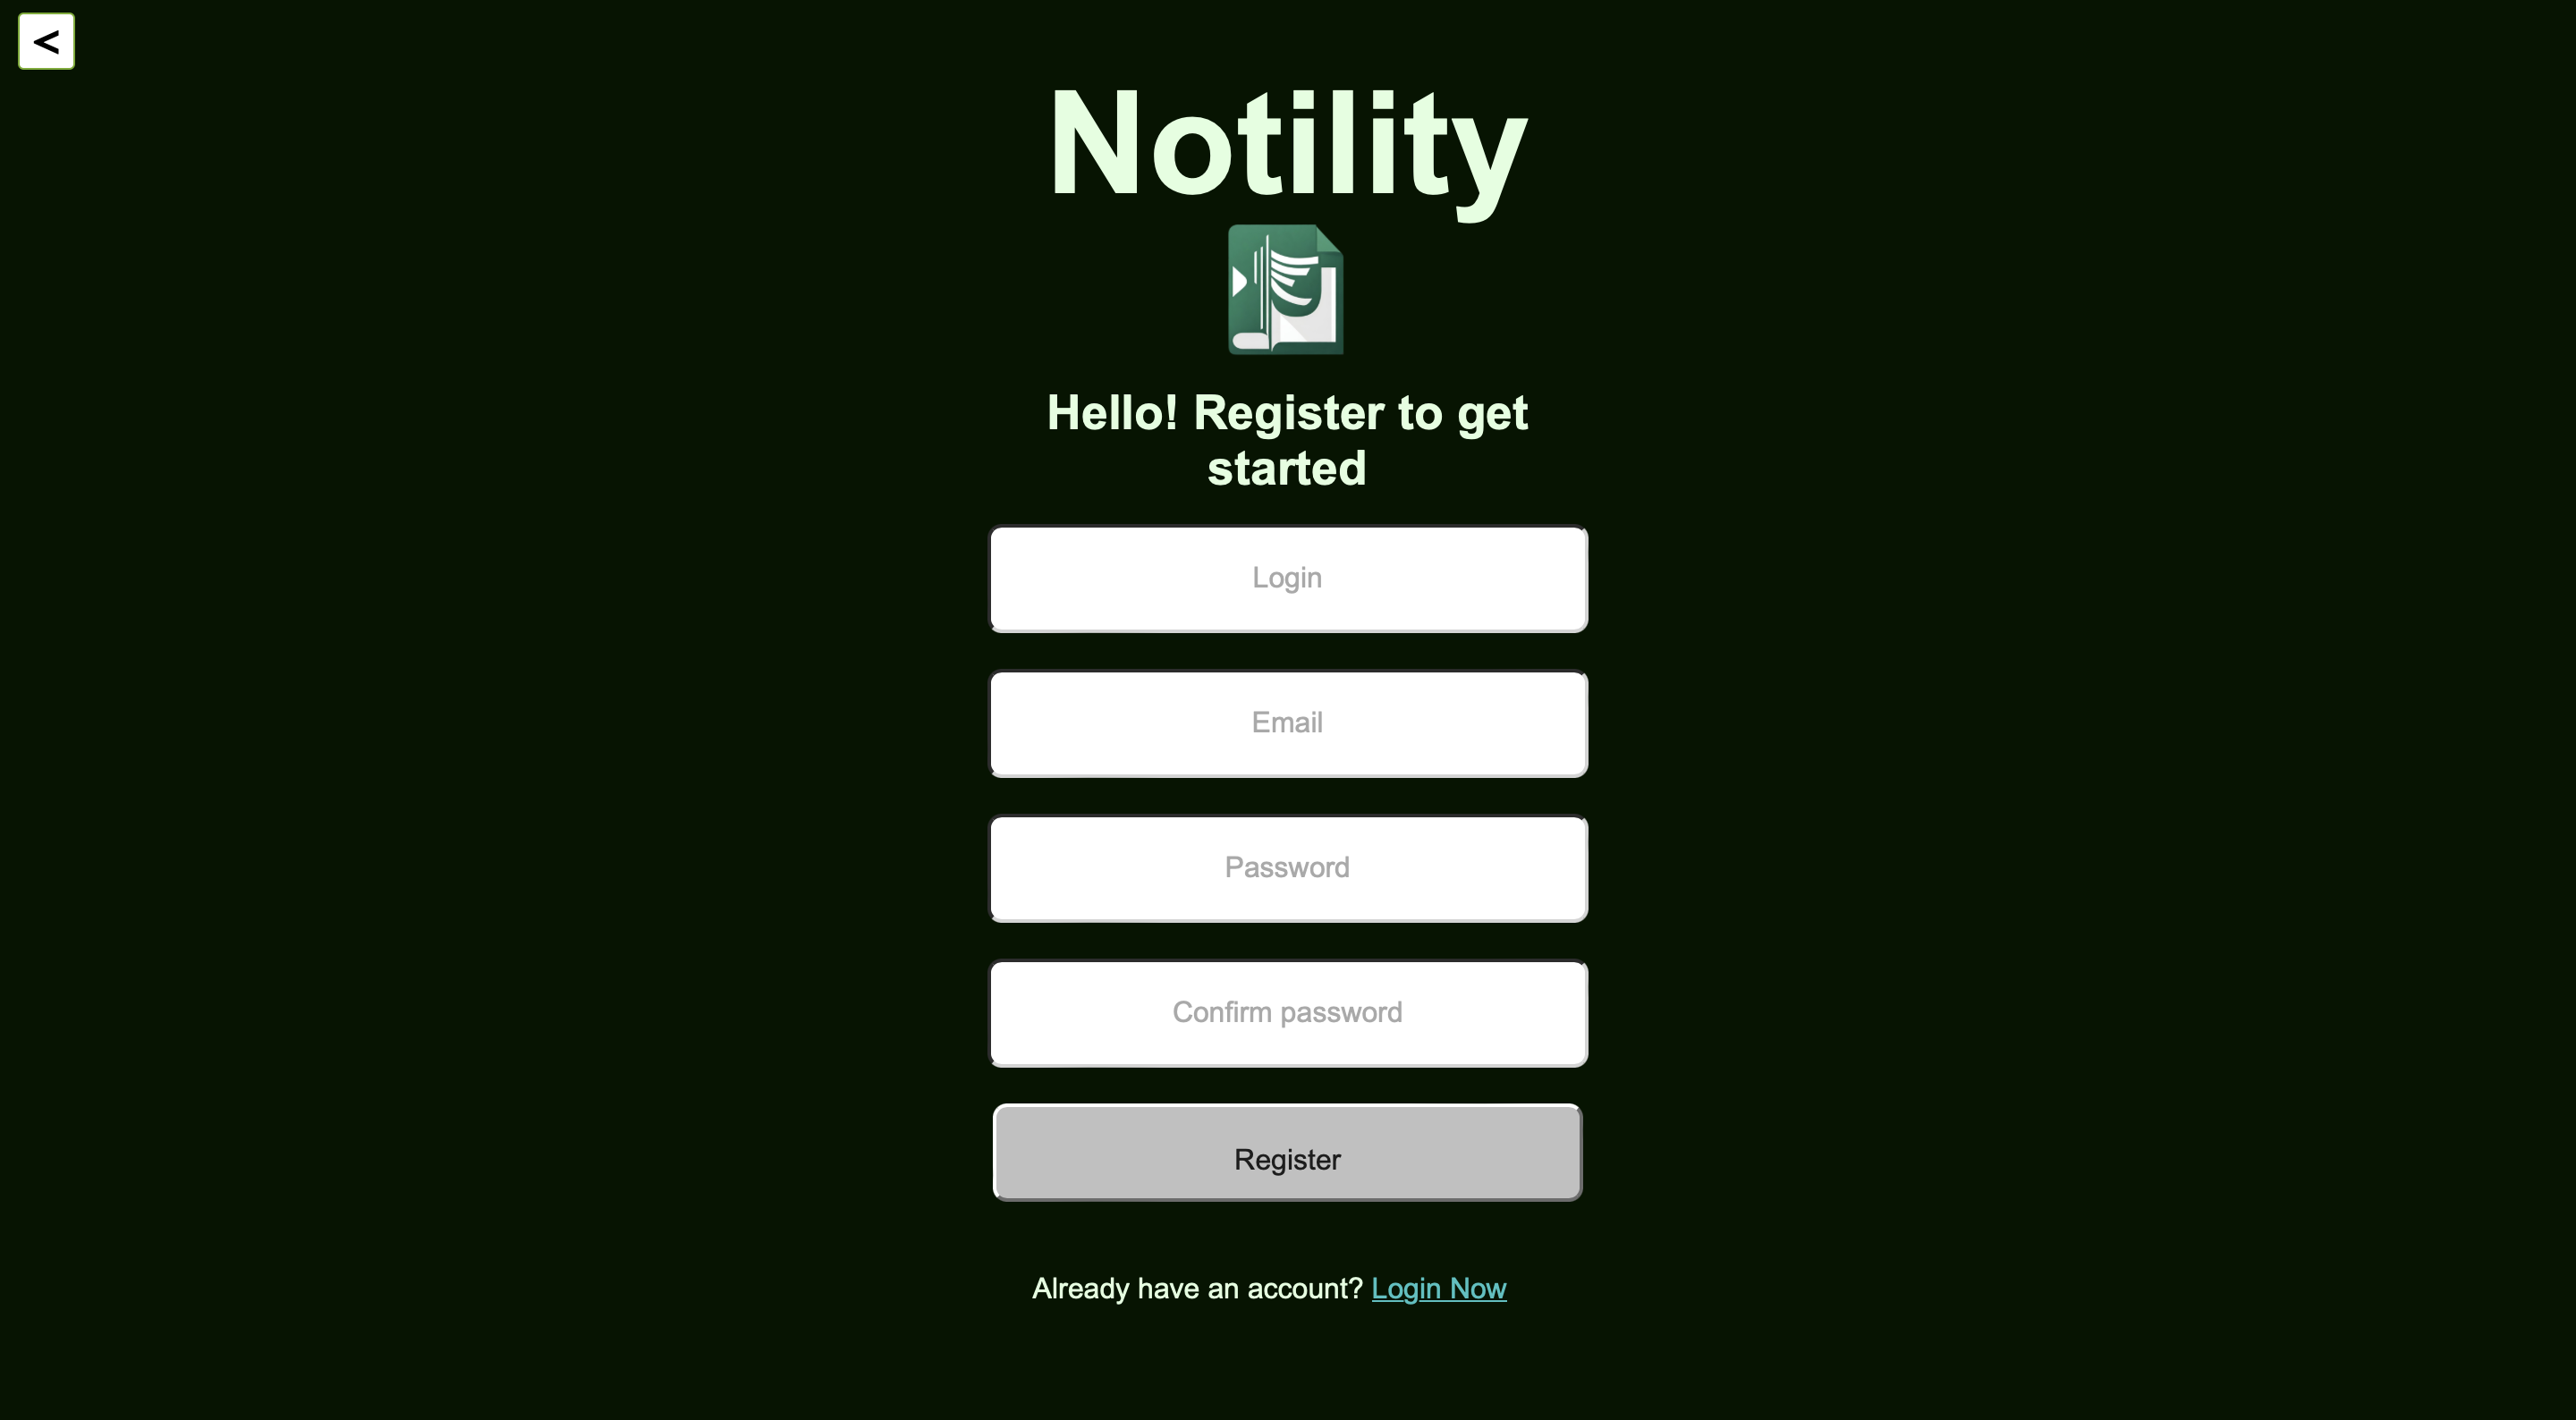 <
Notility
Hello! Register to get
started
Login
Email
Password
Confirm password
Register
Already have an account? Login Now